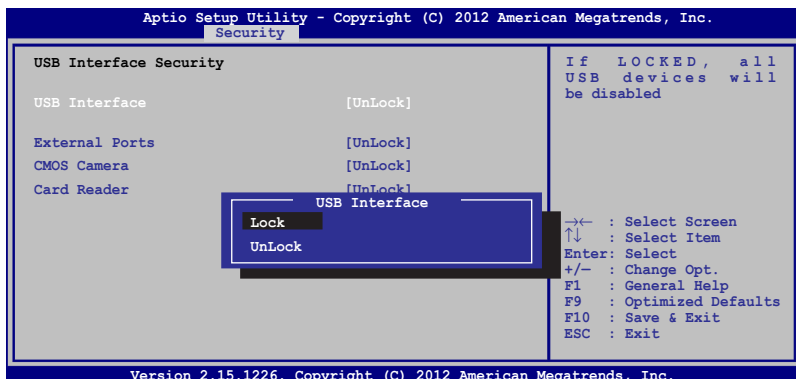 Aptio Setup Utility - Copyright (C) 2012 American Megatrends, Inc.
Security
USB Interface Security
USB Interface [UnLock]
External Ports [UnLock]
CMOS Camera [UnLock]
Card Reader [UnLock]
USB Interface
Lock
UnLock
If LOCKED, all
USB devices will
be disabled
→← : Select Screen
↑↓ : Select Item
Enter: Select
+/— : Change Opt.
F1 : General Help
F9 : Optimized Defaults
F10 : Save & Exit
ESC : Exit
Version 2.15.1226. Copyright (C) 2012 American Megatrends, Inc.